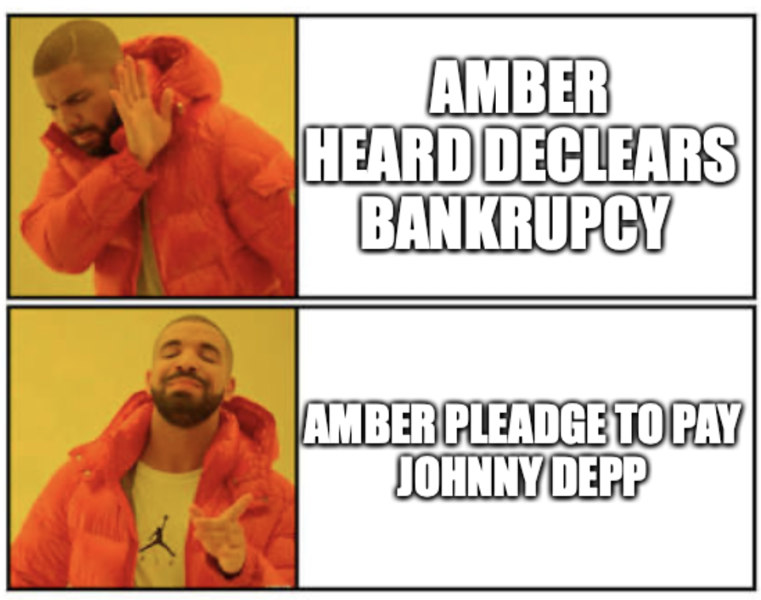 AMBER
HEARD DECLEARS
BANKRUPCY
AMBER PLEADGE TO PAY
JOHNNY DEPP